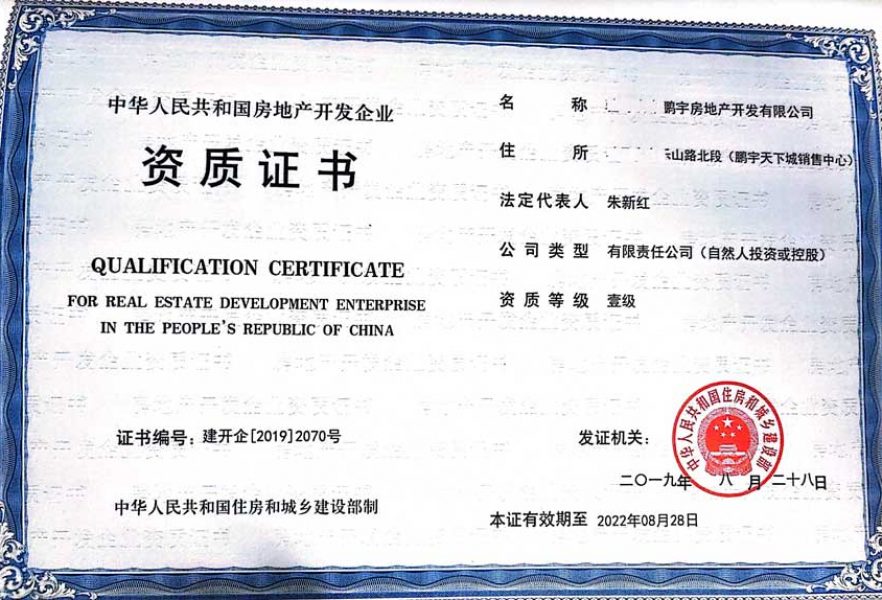 中华人民共和国房地产开发企业
资质证书
QUALIFICATION CERTIFICATE
FOR REAL ESTATE DEVELOPMENT ENTERPRISE
IN THE PEOPLE'S REPUBLIC OF CHINA
证书编号：建开企[2019]2070号
中华人民共和国住房和城乡建设部制
名称 鹏宇房地产开发有限公司
住所 山路北段（鹏宇天下城销售中心）
法定代表人 朱新红
公司类型 有限责任公司（自然人投资或控股）
资质等级 壹级
发证机关：
中华人民共和国住房和城乡建设部
二〇一九年 八 月 二十八日
本证有效期至 2022年08月28日